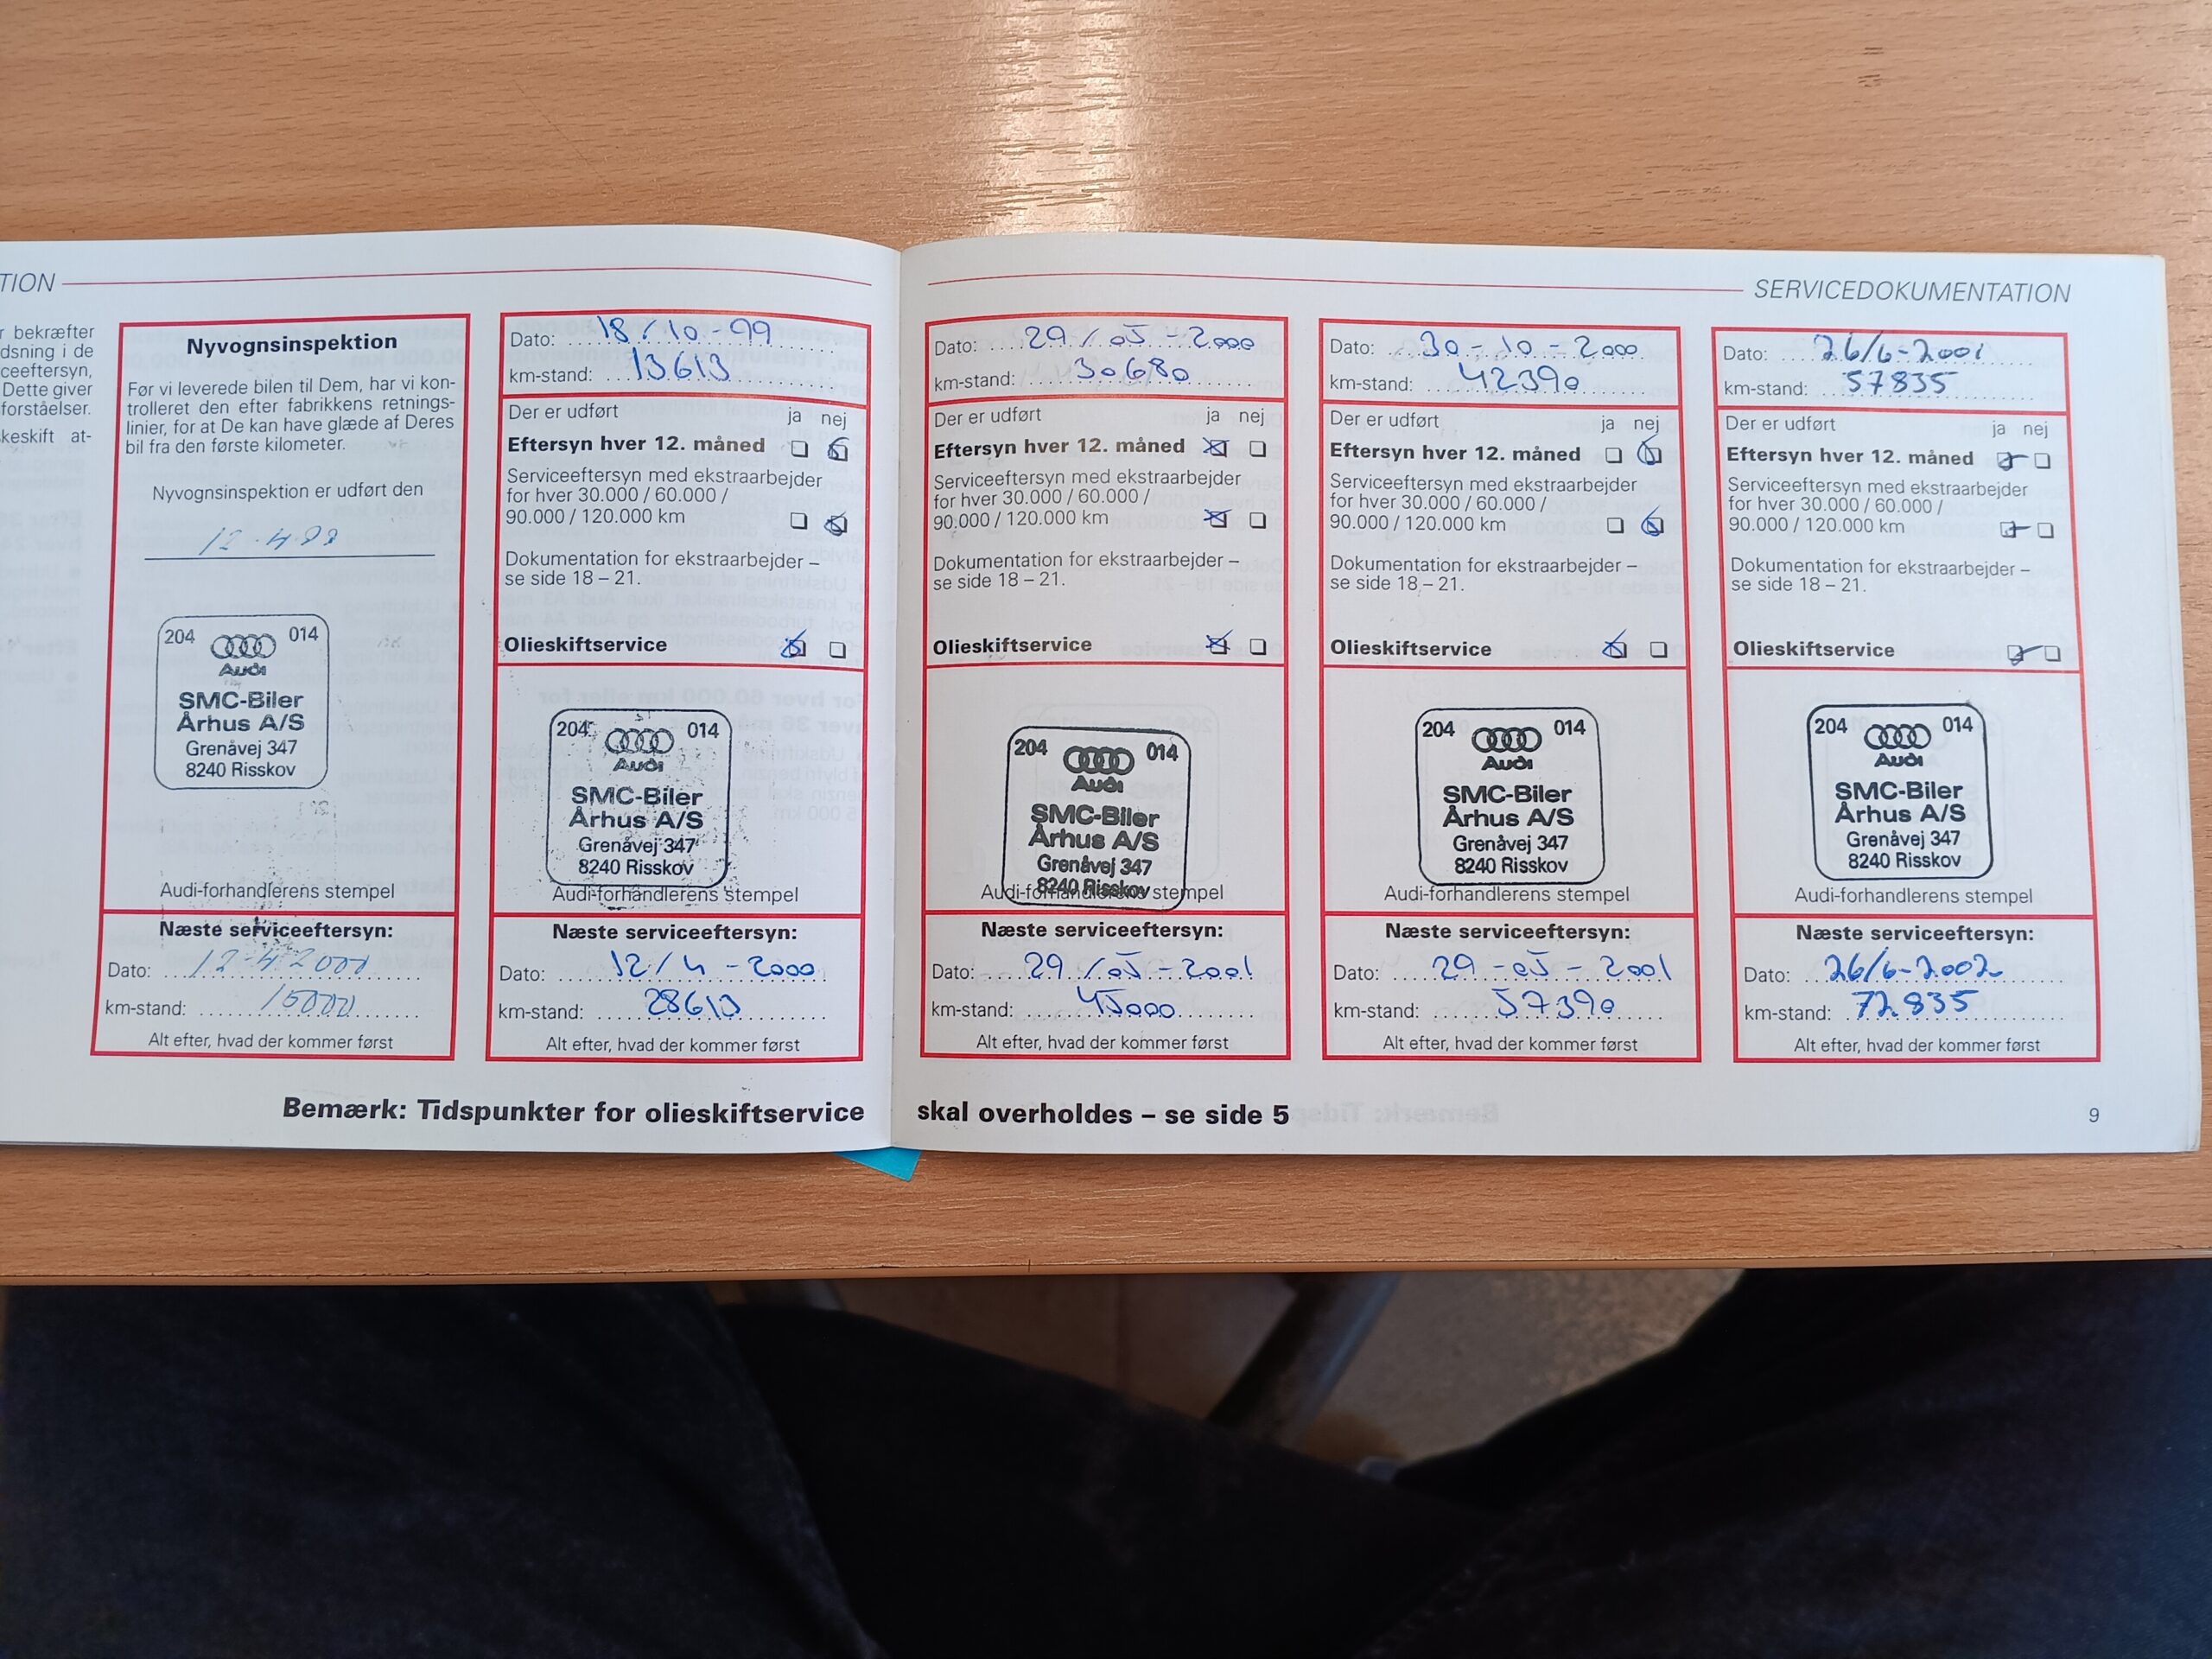 TION
r bekræfter
dsning i de
ceeftersyn,
Dette giver
forståelser.
keskift at-
Nyvognsinspektion
Før vi leverede bilen til Dem, har vi kon-
trolleret den efter fabrikkens retnings-
linier, for at De kan have glæde af Deres
bil fra den første kilometer.
Nyvognsinspektion er udført den
12-4-99
204 014
Audi
SMC-Biler
Århus A/S
Grenåvej 347
8240 Risskov
Audi-forhandlerens stempel
Næste serviceeftersyn:
Dato: 12-4-2000
km-stand: 15000
Alt efter, hvad der kommer først
Dato: 18/10-99
km-stand: 13613
Der er udført ja nej
Eftersyn hver 12. måned
Serviceeftersyn med ekstraarbejder
for hver 30.000 / 60.000 /
90.000 / 120.000 km
Dokumentation for ekstraarbejder –
se side 18 – 21.
Olieskiftservice
204 014
Audi
SMC-Biler
Århus A/S
Grenåvej 347
8240 Risskov
Audi-forhandlerens stempel
Næste serviceeftersyn:
Dato: 12/4-2000
km-stand: 28613
Alt efter, hvad der kommer først
Bemærk: Tidspunkter for olieskiftservice
SERVICEDOKUMENTATION
Dato: 29/05-2000
km-stand: 30680
Der er udført ja nej
Eftersyn hver 12. måned
Serviceeftersyn med ekstraarbejder
for hver 30.000 / 60.000 /
90.000 / 120.000 km
Dokumentation for ekstraarbejder –
se side 18 – 21.
Olieskiftservice
204 014
Audi
SMC-Biler
Århus A/S
Grenåvej 347
8240 Risskov
Audi-forhandlerens stempel
Næste serviceeftersyn:
Dato: 29/05-2001
km-stand: 45000
Alt efter, hvad der kommer først
Dato: 30-10-2000
km-stand: 42390
Der er udført ja nej
Eftersyn hver 12. måned
Serviceeftersyn med ekstraarbejder
for hver 30.000 / 60.000 /
90.000 / 120.000 km
Dokumentation for ekstraarbejder –
se side 18 – 21.
Olieskiftservice
204 014
Audi
SMC-Biler
Århus A/S
Grenåvej 347
8240 Risskov
Audi-forhandlerens stempel
Næste serviceeftersyn:
Dato: 29-05-2001
km-stand: 57390
Alt efter, hvad der kommer først
Dato: 26/6-2001
km-stand: 57835
Der er udført ja nej
Eftersyn hver 12. måned
Serviceeftersyn med ekstraarbejder
for hver 30.000 / 60.000 /
90.000 / 120.000 km
Dokumentation for ekstraarbejder –
se side 18 – 21.
Olieskiftservice
204 014
Audi
SMC-Biler
Århus A/S
Grenåvej 347
8240 Risskov
Audi-forhandlerens stempel
Næste serviceeftersyn:
Dato: 26/6-2002
km-stand: 72.835
Alt efter, hvad der kommer først
skal overholdes – se side 5
9